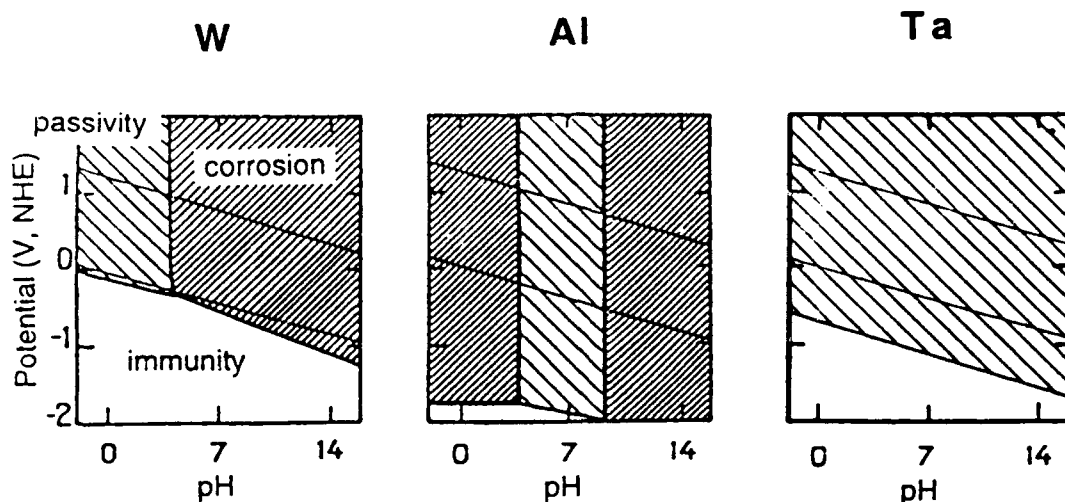 W Al Ta
passivity
corrosion
immunity
Potential (V, NHE)
1
0
-1
-2
0 7 14
pH
0 7 14
pH
0 7 14
pH